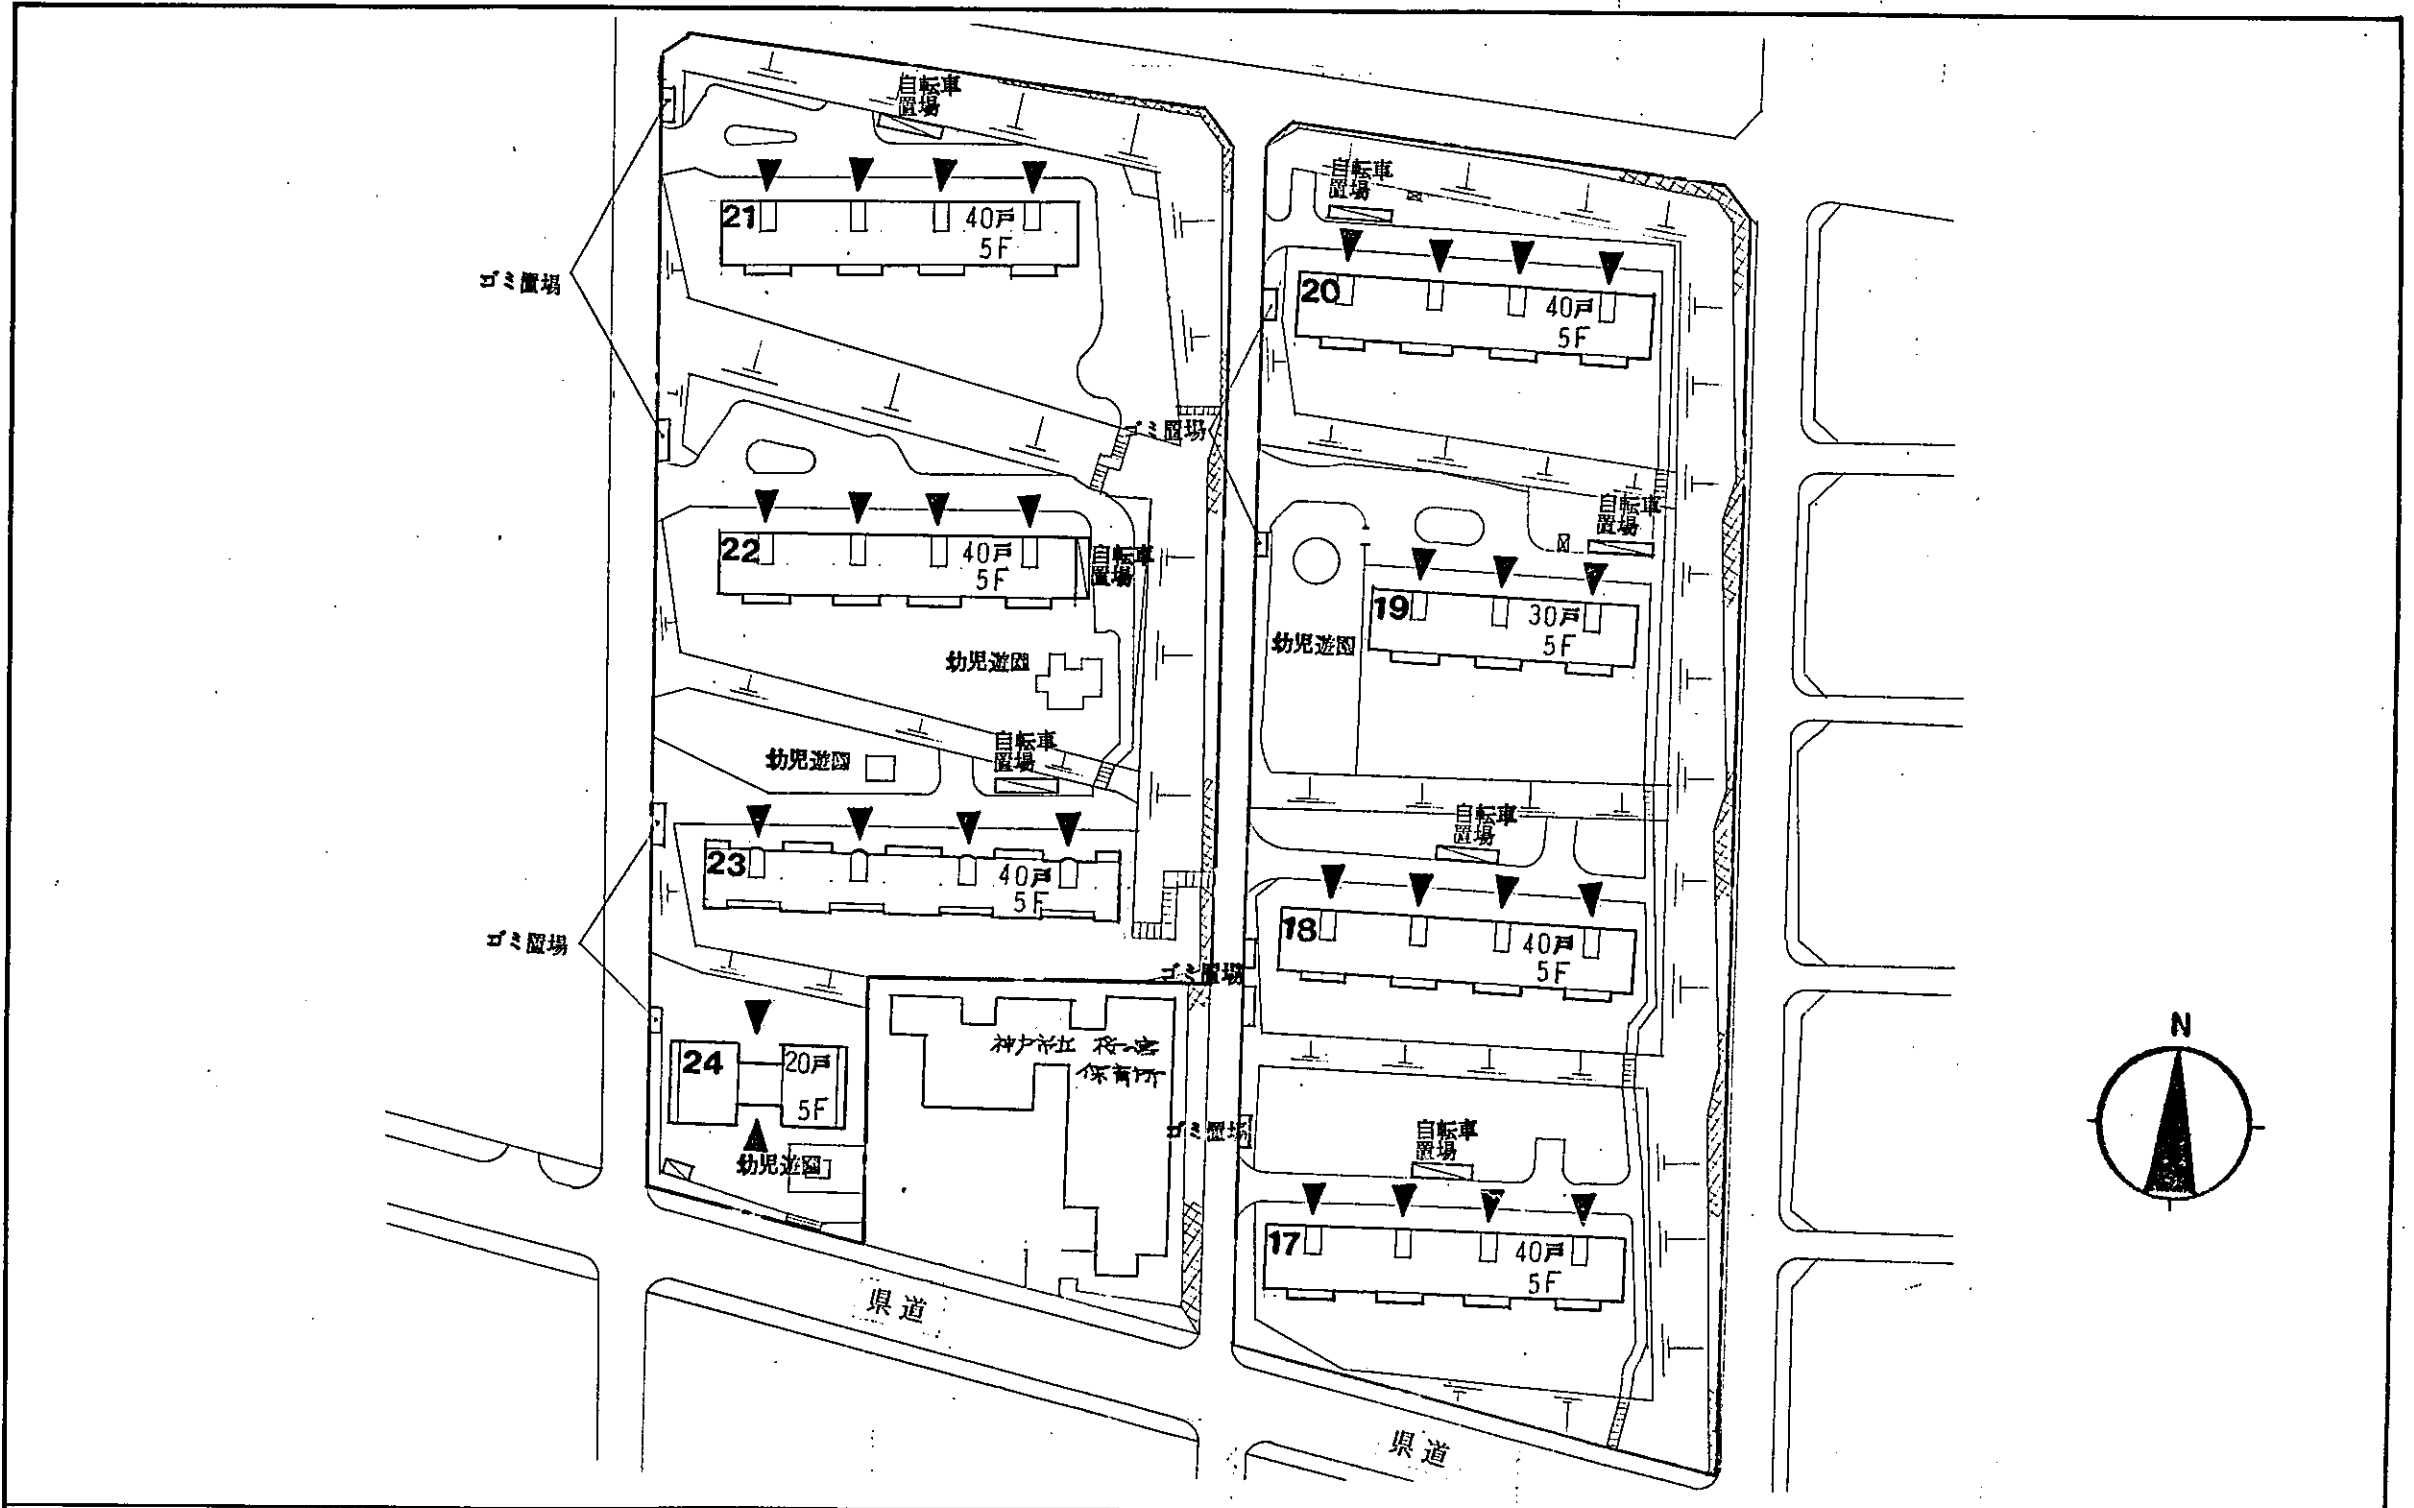 自転車
置場
21
40戸
5F
ゴミ置場
22
40戸
5F
自転車
置場
幼児遊園
幼児遊園
自転車
置場
23
40戸
5F
ゴミ置場
24
20戸
5F
幼児遊園
神戸市立 桜の宮
保育所
県道
自転車
置場
20
40戸
5F
ゴミ置場
自転車
置場
19
30戸
5F
幼児遊園
自転車
置場
18
40戸
5F
ゴミ置場
ゴミ置場
自転車
置場
17
40戸
5F
県道
N